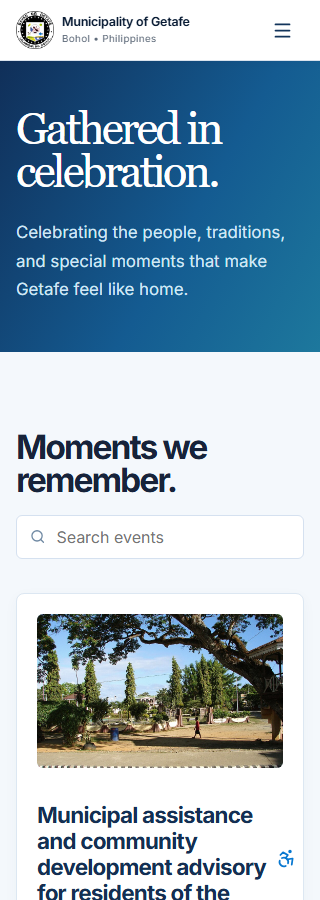 Municipality of Getafe
Bohol • Philippines
Gathered in
celebration.
Celebrating the people, traditions,
and special moments that make
Getafe feel like home.
Moments we
remember.
Search events
Municipal assistance
and community
development advisory
for residents of the